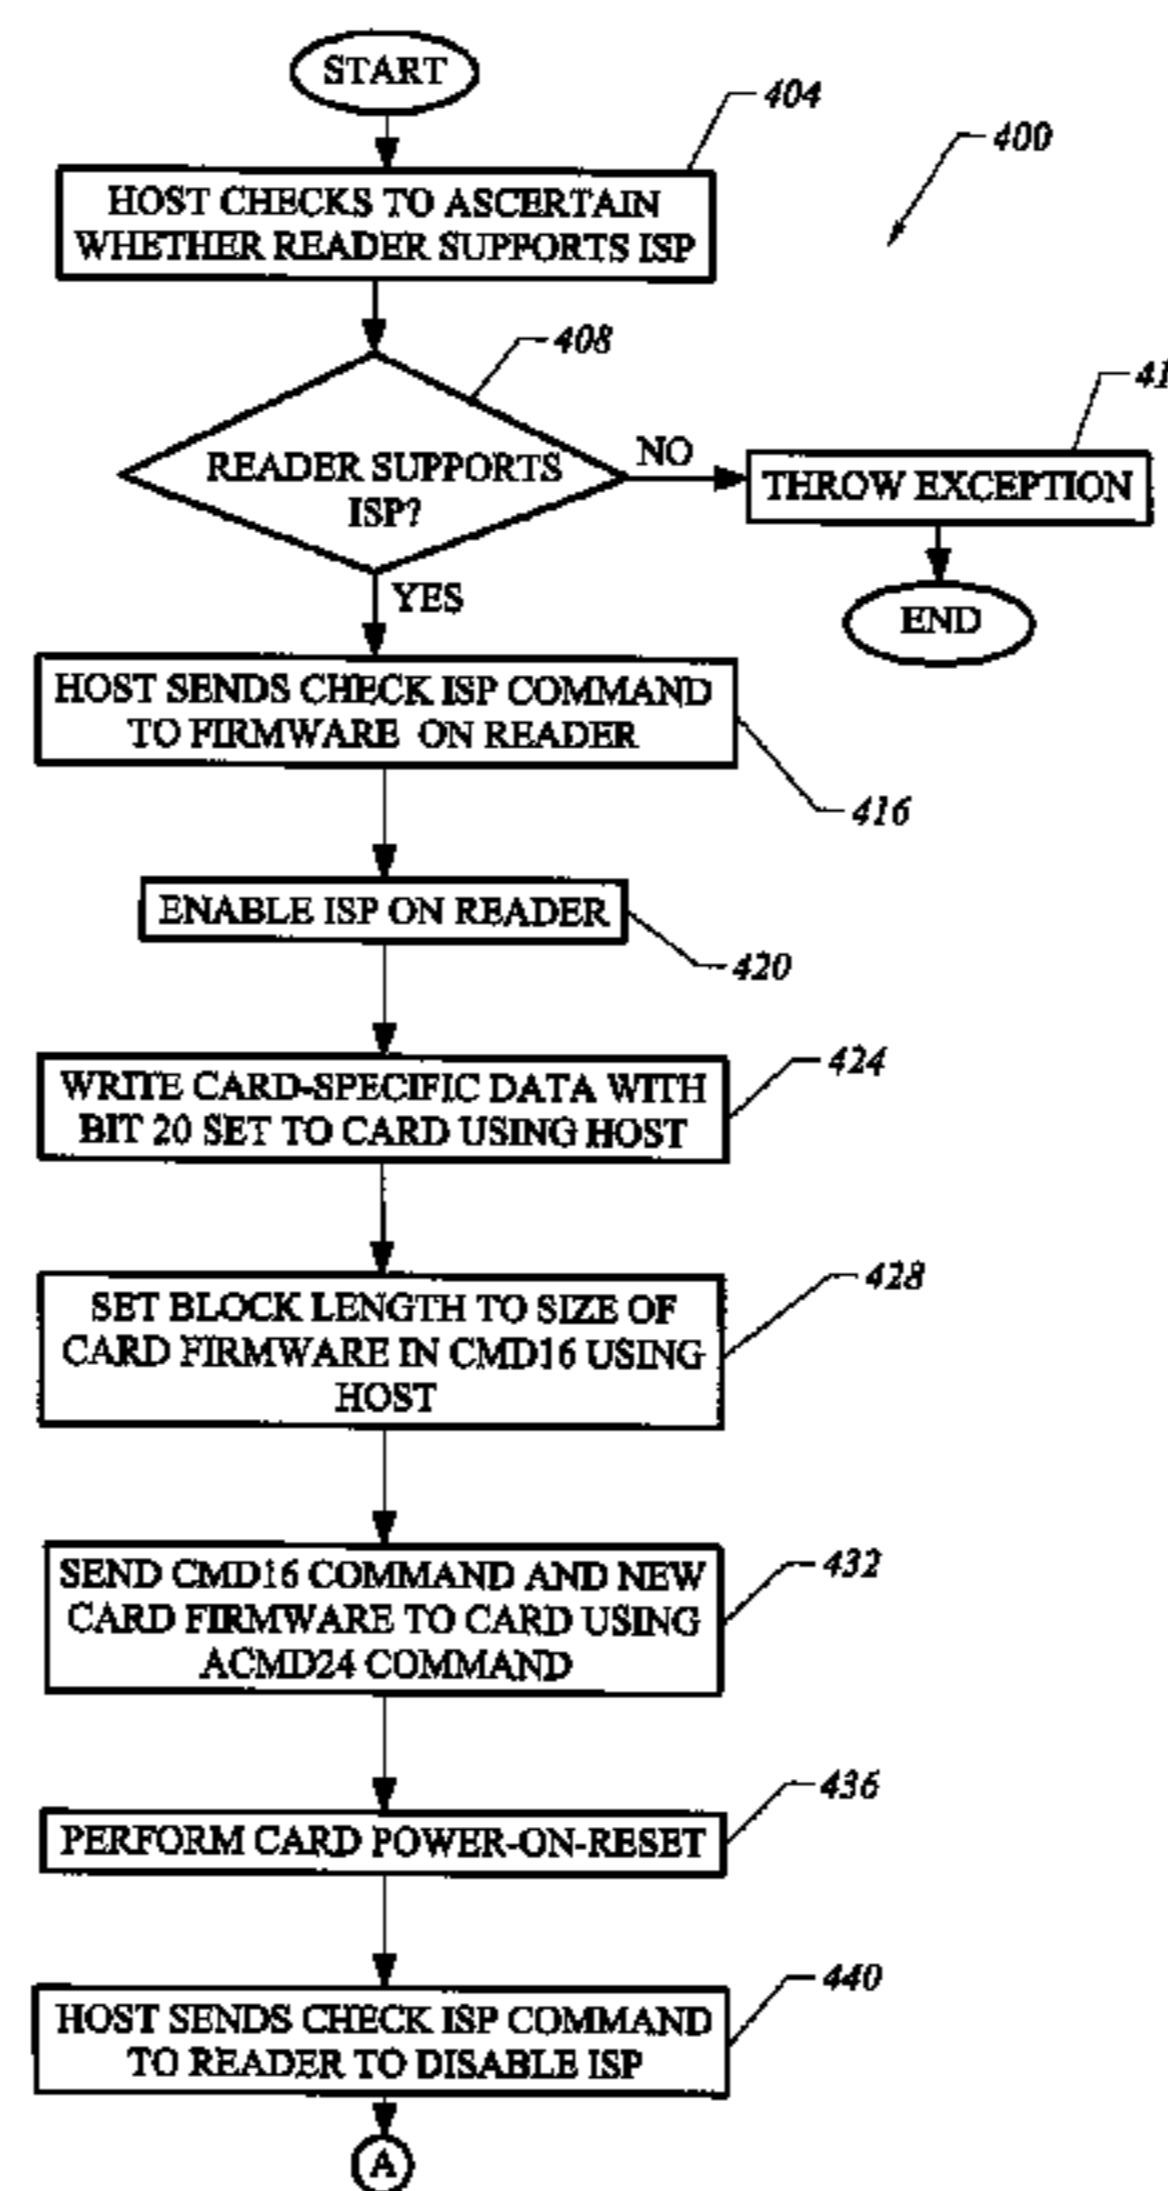 START
404
400
HOST CHECKS TO ASCERTAIN
WHETHER READER SUPPORTS ISP
408
READER SUPPORTS
ISP?
NO
41
THROW EXCEPTION
END
YES
HOST SENDS CHECK ISP COMMAND
TO FIRMWARE ON READER
416
ENABLE ISP ON READER
420
WRITE CARD-SPECIFIC DATA WITH
BIT 20 SET TO CARD USING HOST
424
SET BLOCK LENGTH TO SIZE OF
CARD FIRMWARE IN CMD16 USING
HOST
428
SEND CMD16 COMMAND AND NEW
CARD FIRMWARE TO CARD USING
ACMD24 COMMAND
432
PERFORM CARD POWER-ON-RESET
436
HOST SENDS CHECK ISP COMMAND
TO READER TO DISABLE ISP
440
A